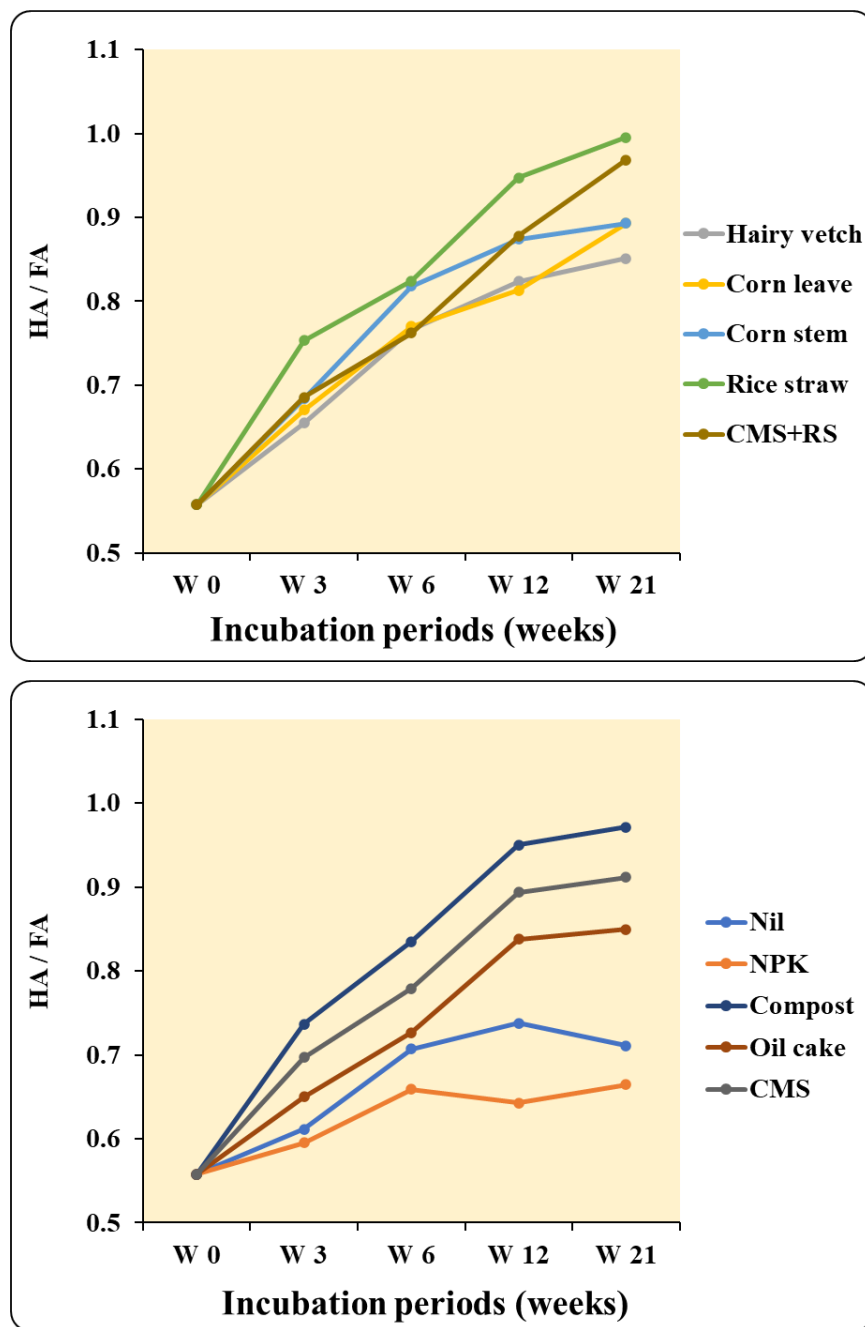 1.1
1.0
0.9
0.8
0.7
0.6
0.5
HA / FA
W 0 W 3 W 6 W 12 W 21
Incubation periods (weeks)
Hairy vetch
Corn leave
Corn stem
Rice straw
CMS+RS
1.1
1.0
0.9
0.8
0.7
0.6
0.5
HA / FA
W 0 W 3 W 6 W 12 W 21
Incubation periods (weeks)
Nil
NPK
Compost
Oil cake
CMS